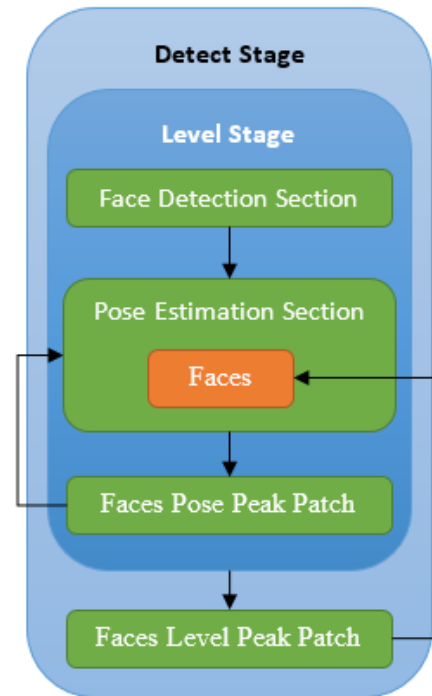 Detect Stage
Level Stage
Face Detection Section
Pose Estimation Section
Faces
Faces Pose Peak Patch
Faces Level Peak Patch